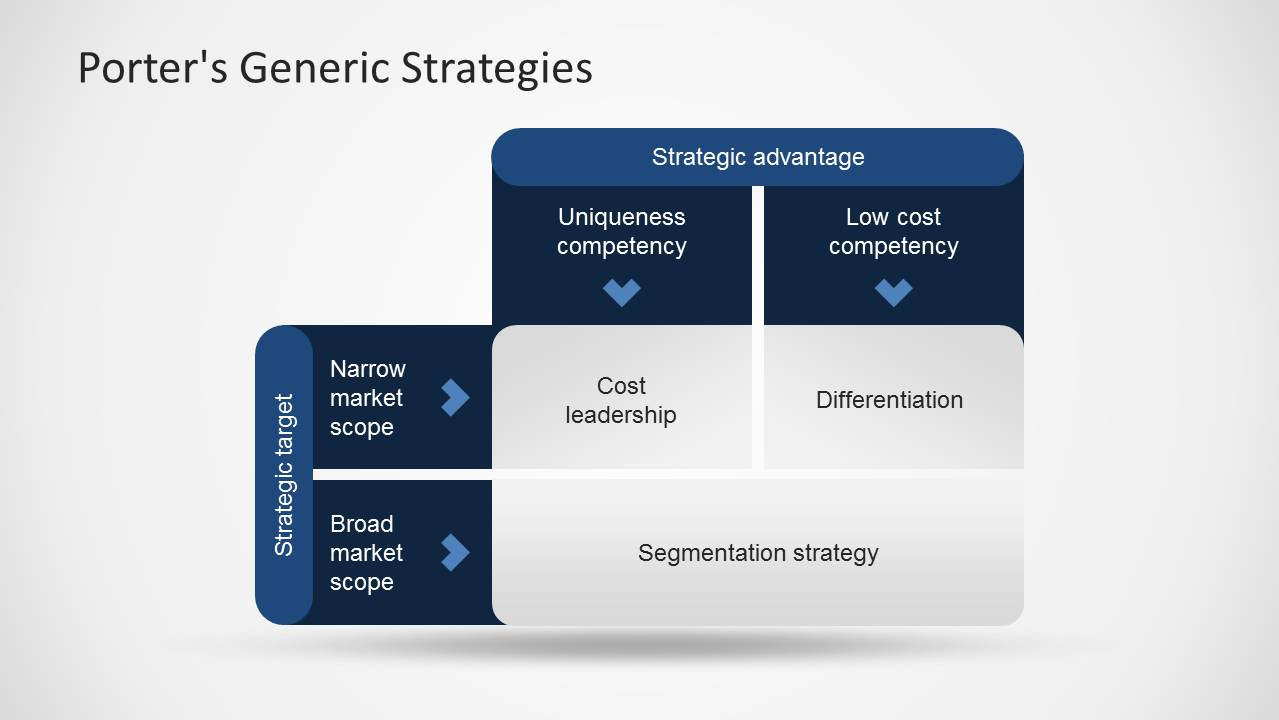 Porter's Generic Strategies
Strategic advantage
Uniqueness
competency
Low cost
competency
Strategic target
Narrow
market
scope
Cost
leadership
Differentiation
Broad
market
scope
Segmentation strategy